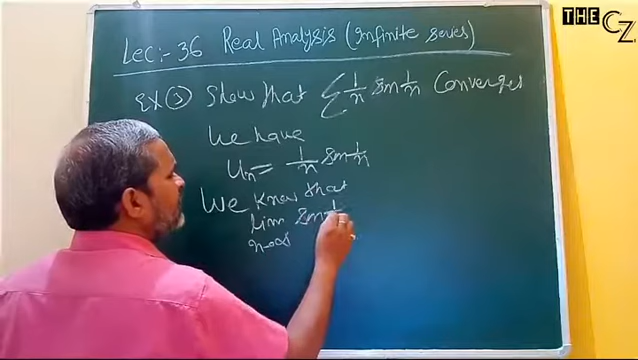 THE CZ.
Lec:- 36 Real Analysis (Infinite series)
EX ③ Show that ∑ 1/n sin 1/n Converges
We have
Uₙ = 1/n sin 1/n
We know that
lim sin 1
n→∞